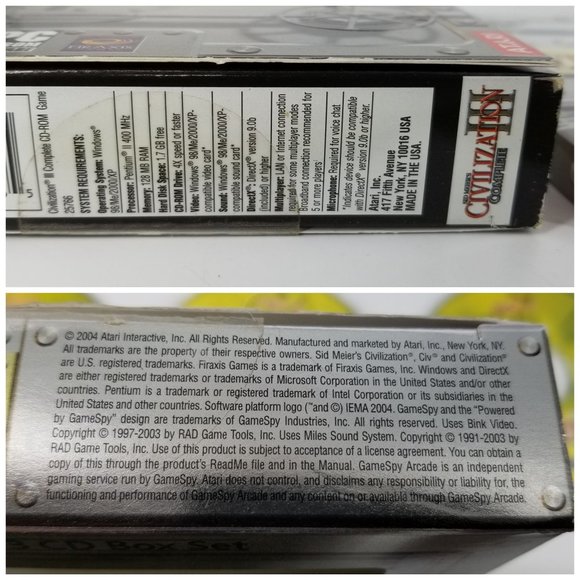 PC
FIRAXIS
ATARI
Civilization III Complete CD-ROM Game
25766
SYSTEM REQUIREMENTS:
Operating System: Windows®
98/Me/2000/XP
Processor: Pentium® II 400 MHz
Memory: 128 MB RAM
Hard Disk Space: 1.7 GB free
CD-ROM Drive: 4X speed or faster
Video: Windows® 98/Me/2000/XP-
compatible video card*
Sound: Windows® 98/Me/2000/XP-
compatible sound card*
DirectX: DirectX® version 9.0b
(included) or higher
Multiplayer: LAN or Internet connection
required for some multiplayer modes
Broadband connection recommended for
5 or more players
Microphone: Required for voice chat
*Indicates device should be compatible
with DirectX® version 9.0b or higher.
Atari, Inc.
417 Fifth Avenue
New York, NY 10016 USA
MADE IN THE USA.
SID MEIER'S
CIVILIZATION III
COMPLETE
© 2004 Atari Interactive, Inc. All Rights Reserved. Manufactured and marketed by Atari, Inc., New York, NY.
All trademarks are the property of their respective owners. Sid Meier's Civilization®, Civ® and Civilization®
are U.S. registered trademarks. Firaxis Games is a trademark of Firaxis Games, Inc. Windows and DirectX
are either registered trademarks or trademarks of Microsoft Corporation in the United States and/or other
countries. Pentium is a trademark or registered trademark of Intel Corporation or its subsidiaries in the
United States and other countries. Software platform logo (™and ©) IEMA 2004. GameSpy and the "Powered
by GameSpy" design are trademarks of GameSpy Industries, Inc. All rights reserved. Uses Bink Video.
Copyright © 1997-2003 by RAD Game Tools, Inc. Uses Miles Sound System. Copyright © 1991-2003 by
RAD Game Tools, Inc. Use of this product is subject to acceptance of a license agreement. You can obtain a
copy of this through the product's ReadMe file and in the Manual. GameSpy Arcade is an independent
gaming service run by GameSpy. Atari does not control, and disclaims any responsibility or liability for, the
functioning and performance of GameSpy Arcade and any content on or available through GameSpy Arcade.
CD Box Set